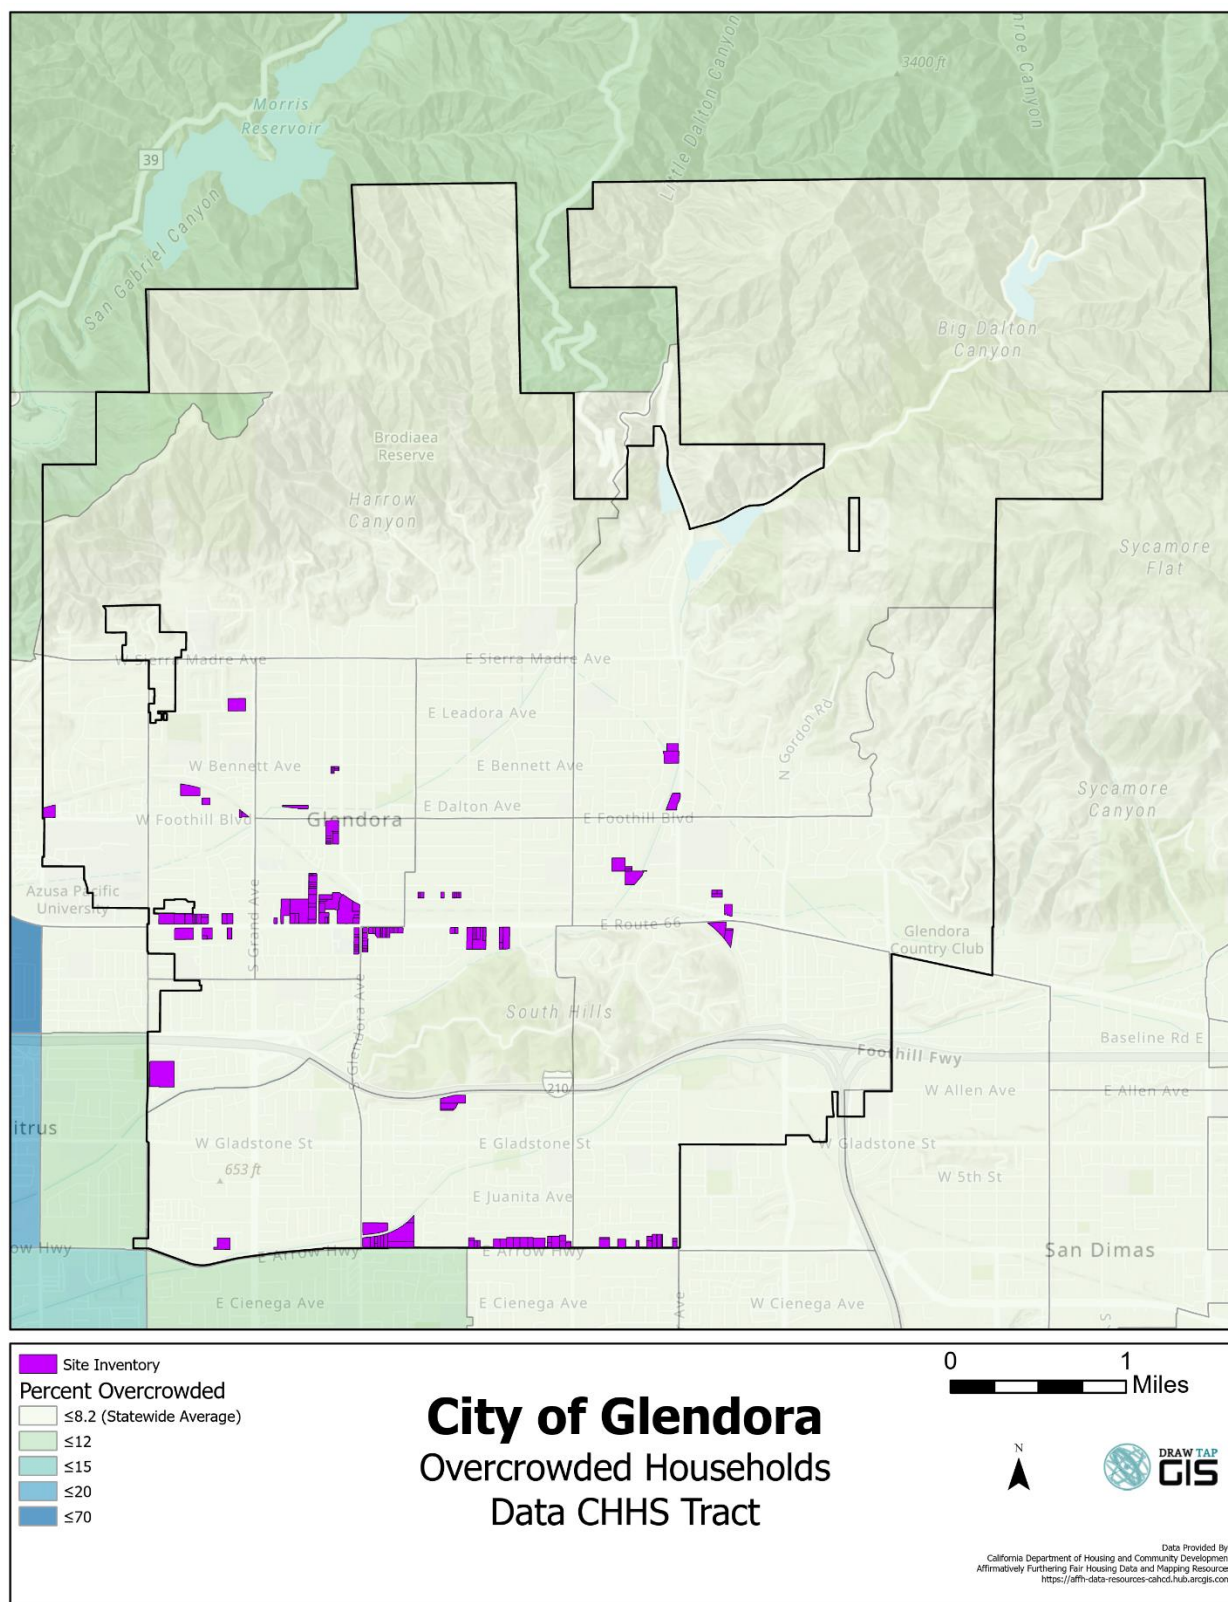 3400 ft
Little Dalton Canyon
nroe Canyon
Morris
Reservoir
39
San Gabriel Canyon
Big Dalton
Canyon
Brodiaea
Reserve
Harrow
Canyon
Sycamore
Flat
W Sierra Madre Ave
E Sierra Madre Ave
E Leadora Ave
N Gordon Rd
W Bennett Ave
E Bennett Ave
Sycamore
Canyon
E Dalton Ave
W Foothill Blvd
Glendora
E Foothill Blvd
Azusa Pacific
University
S Grand Ave
E Route 66
Glendora
Country Club
South Hills
S Glendora Ave
Baseline Rd E
Foothill Fwy
210
W Allen Ave
E Allen Ave
itrus
W Gladstone St
E Gladstone St
W Gladstone St
653 ft
W 5th St
E Juanita Ave
ow Hwy
E Arrow Hwy
E Arrow Hwy
San Dimas
E Cienega Ave
E Cienega Ave
Ave
W Cienega Ave
S
Site Inventory
Percent Overcrowded
≤8.2 (Statewide Average)
≤12
≤15
≤20
≤70
City of Glendora
Overcrowded Households
Data CHHS Tract
0 1
Miles
N
DRAW TAP
GIS
Data Provided By
California Department of Housing and Community Developmen
Affirmatively Furthering Fair Housing Data and Mapping Resource
https://affh-data-resources-cahcd.hub.arcgis.com